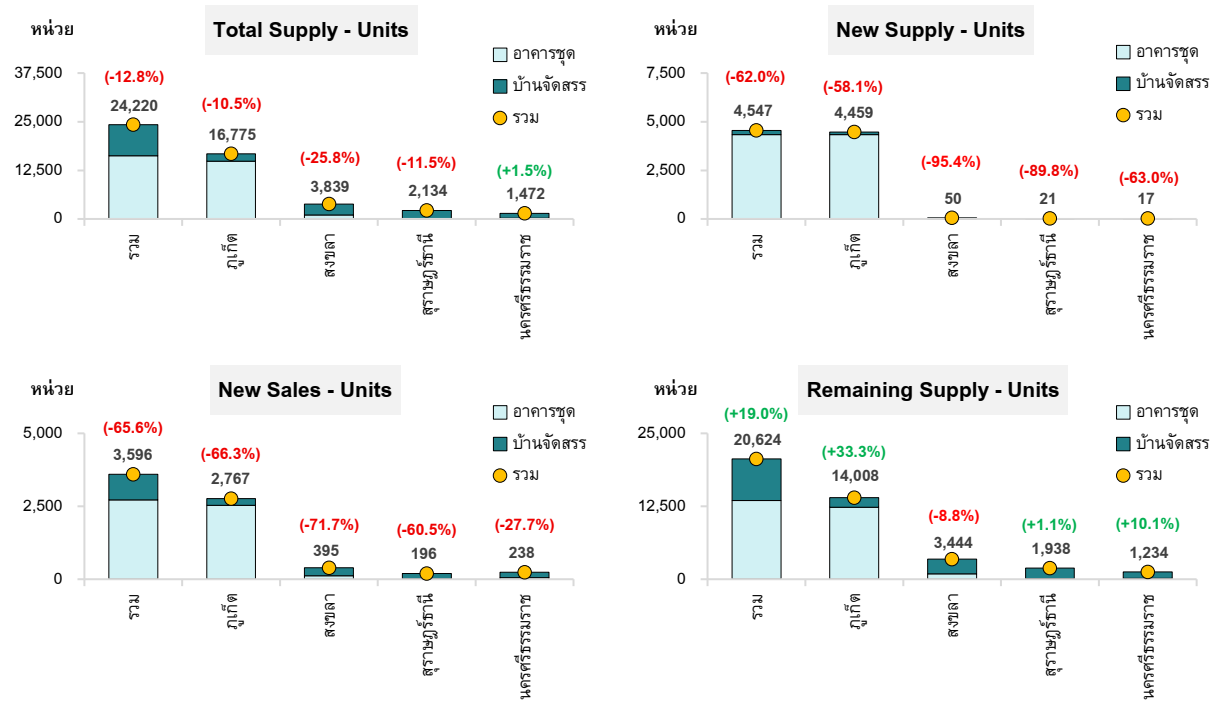 หน่วย
Total Supply - Units
อาคารชุด
บ้านจัดสรร
รวม
37,500
25,000
12,500
0
(-12.8%)
24,220
(-10.5%)
16,775
(-25.8%)
3,839
(-11.5%)
2,134
(+1.5%)
1,472
รวม
ภูเก็ต
สงขลา
สุราษฎร์ธานี
นครศรีธรรมราช
หน่วย
New Supply - Units
อาคารชุด
บ้านจัดสรร
รวม
7,500
5,000
2,500
0
(-62.0%)
4,547
(-58.1%)
4,459
(-95.4%)
50
(-89.8%)
21
(-63.0%)
17
รวม
ภูเก็ต
สงขลา
สุราษฎร์ธานี
นครศรีธรรมราช
หน่วย
New Sales - Units
อาคารชุด
บ้านจัดสรร
รวม
5,000
2,500
0
(-65.6%)
3,596
(-66.3%)
2,767
(-71.7%)
395
(-60.5%)
196
(-27.7%)
238
รวม
ภูเก็ต
สงขลา
สุราษฎร์ธานี
นครศรีธรรมราช
หน่วย
Remaining Supply - Units
อาคารชุด
บ้านจัดสรร
รวม
25,000
12,500
0
(+19.0%)
20,624
(+33.3%)
14,008
(-8.8%)
3,444
(+1.1%)
1,938
(+10.1%)
1,234
รวม
ภูเก็ต
สงขลา
สุราษฎร์ธานี
นครศรีธรรมราช